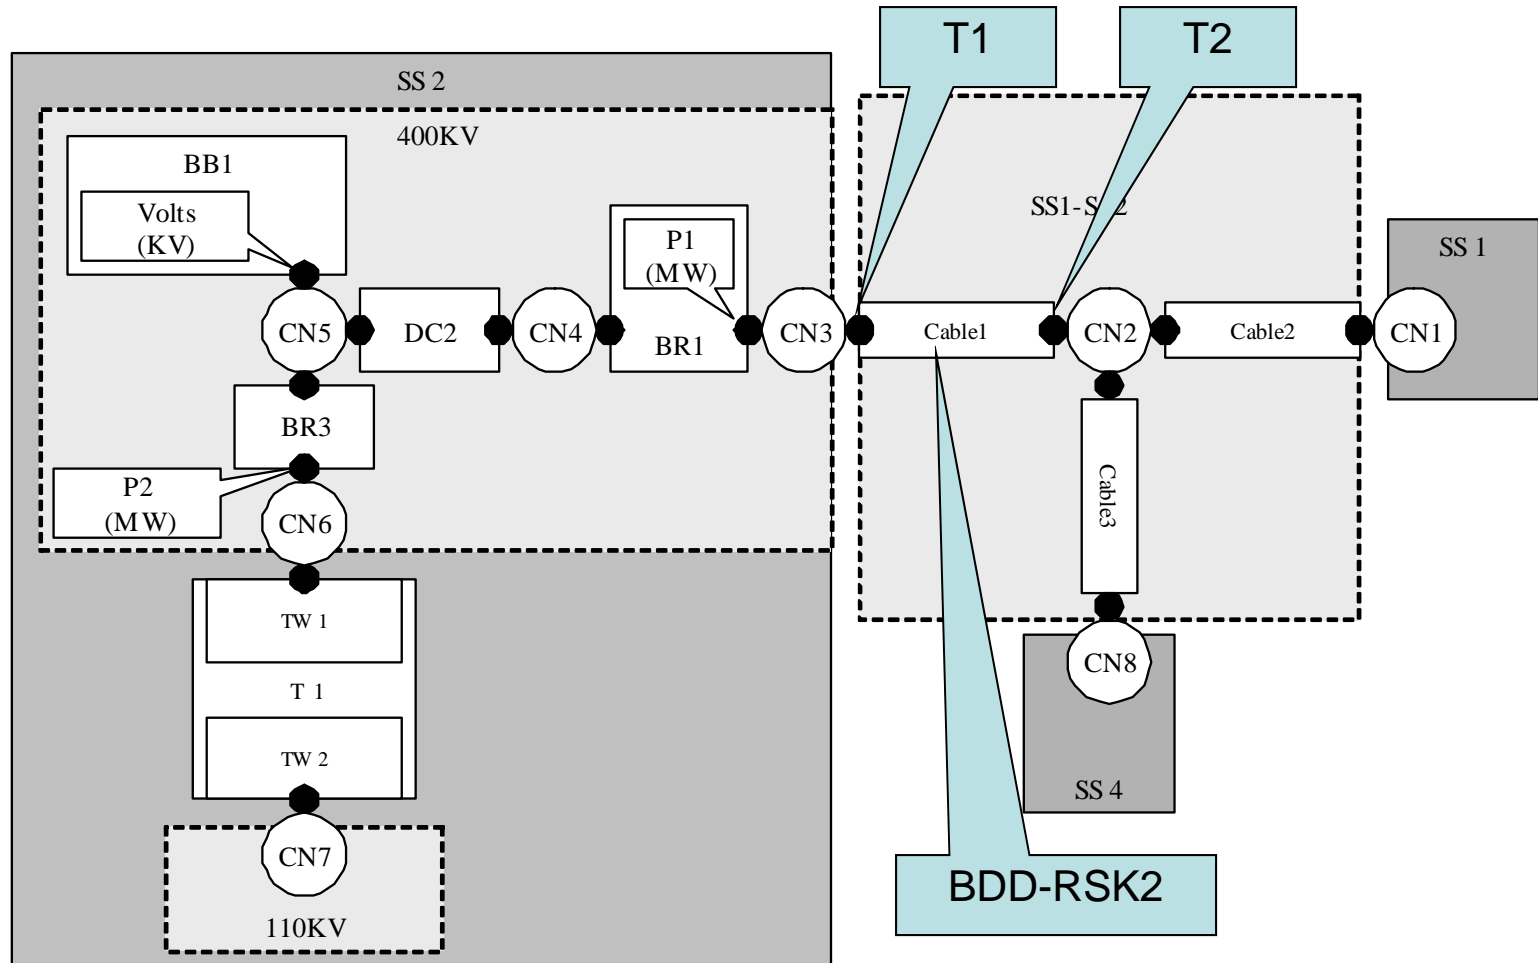 T1
T2
SS 2
400KV
BB1
Volts
(KV)
P1
(MW)
SS 1
CN5
DC2
CN4
BR1
CN3
Cable1
CN2
Cable2
CN1
BR3
P2
(MW)
CN6
Cable3
TW 1
T 1
TW 2
CN8
SS 4
CN7
110KV
BDD-RSK2